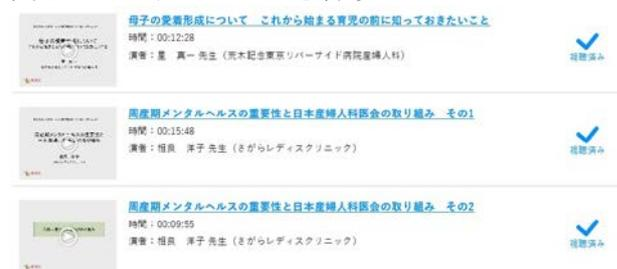 母子の愛着形成について これから始まる育児の前に知っておきたいこと
時間：00:12:28
演者：星 真一 先生（荒木記念東京リバーサイド病院産婦人科）
視聴済み
周産期メンタルヘルスの重要性と日本産婦人科医会の取り組み その1
時間：00:15:48
演者：相良 洋子 先生（さがらレディスクリニック）
視聴済み
周産期メンタルヘルスの重要性と日本産婦人科医会の取り組み その2
時間：00:09:55
演者：相良 洋子 先生（さがらレディスクリニック）
視聴済み